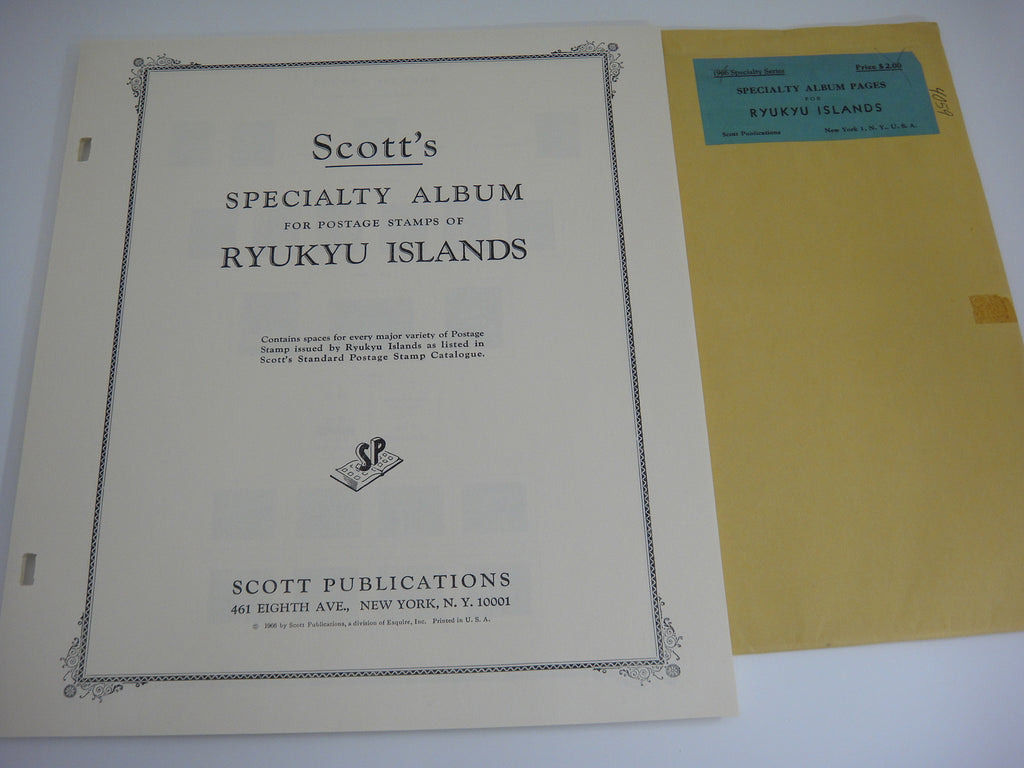 Scott's
SPECIALTY ALBUM
FOR POSTAGE STAMPS OF
RYUKYU ISLANDS
Contains spaces for every major variety of Postage
Stamp issued by Ryukyu Islands as listed in
Scott's Standard Postage Stamp Catalogue.
SP
SCOTT PUBLICATIONS
461 EIGHTH AVE., NEW YORK, N. Y. 10001
© 1966 by Scott Publications, a division of Esquire, Inc. Printed in U. S. A.
1966 Specialty Series Price $2.00
SPECIALTY ALBUM PAGES
FOR
RYUKYU ISLANDS
Scott Publications New York 1, N. Y., U. S. A.